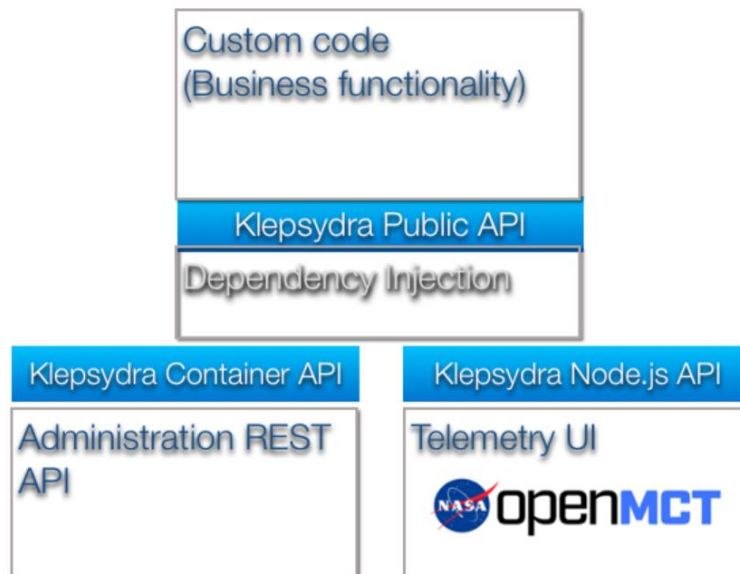 Custom code
(Business functionality)
Klepsydra Public API
Dependency Injection
Klepsydra Container API
Administration REST
API
Klepsydra Node.js API
Telemetry UI
NASA openMCT